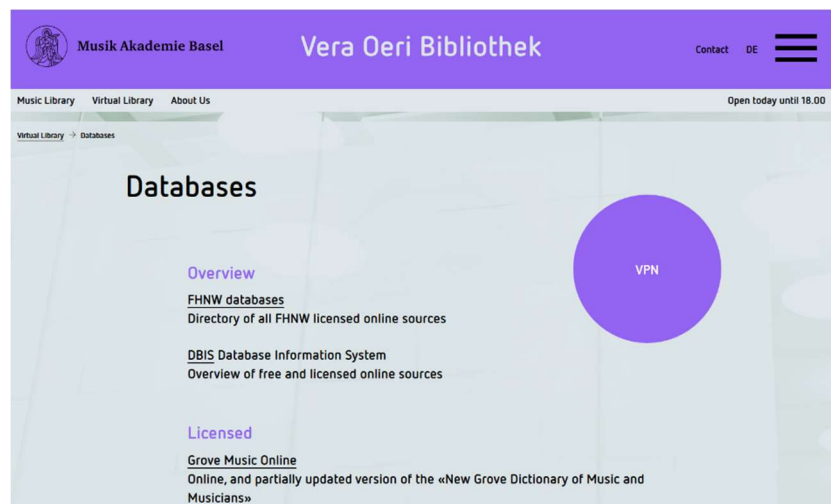 Musik Akademie Basel
Vera Oeri Bibliothek
Contact
DE
Music Library
Virtual Library
About Us
Open today until 18.00
Virtual Library → Databases
Databases
VPN
Overview
FHNW databases
Directory of all FHNW licensed online sources
DBIS Database Information System
Overview of free and licensed online sources
Licensed
Grove Music Online
Online, and partially updated version of the «New Grove Dictionary of Music and
Musicians»